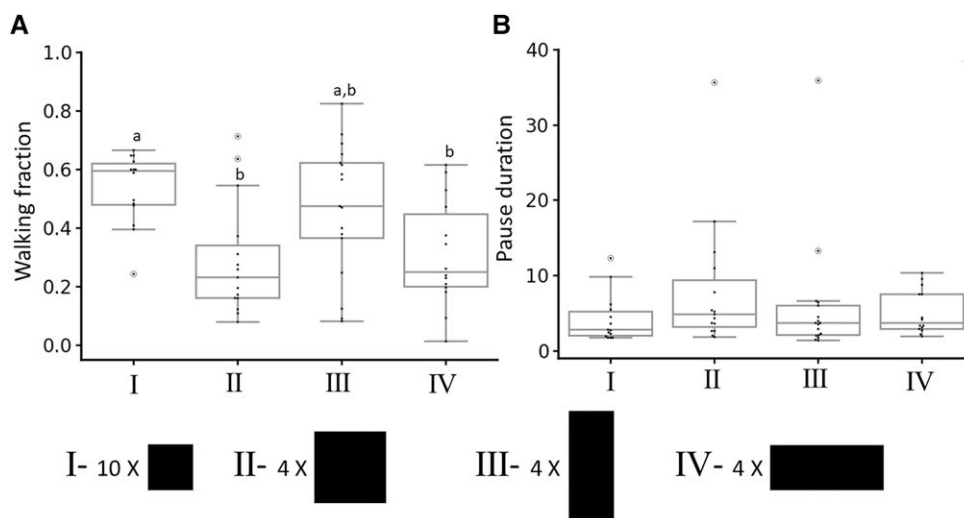 A
Walking fraction
1.0
0.8
0.6
0.4
0.2
0.0
a
b
a,b
b
I II III IV
B
Pause duration
40
30
20
10
0
I II III IV
I- 10 X
II- 4 X
III- 4 X
IV- 4 X